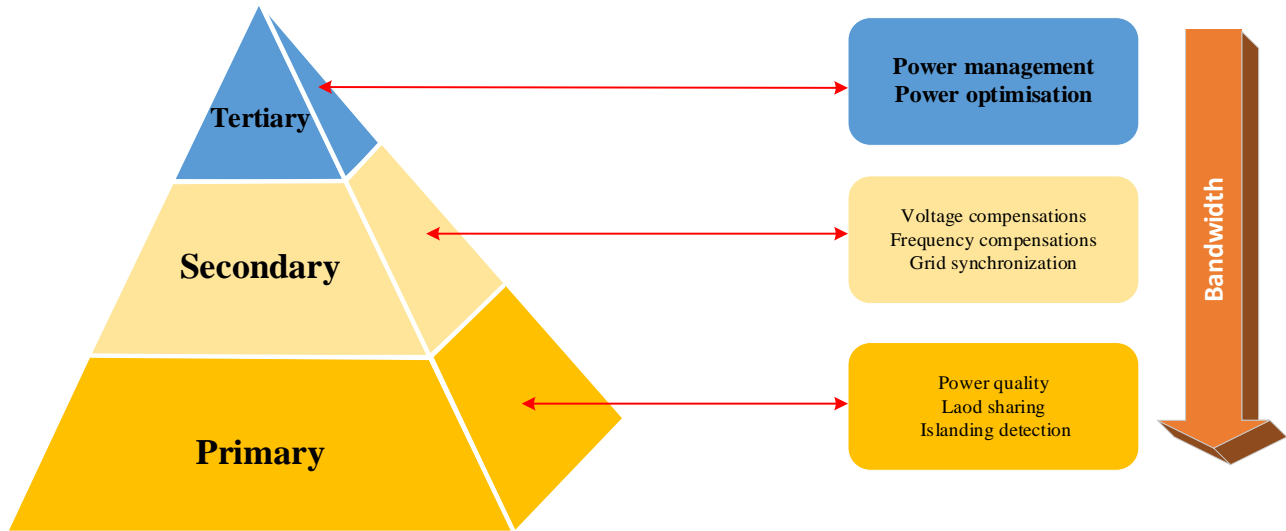 Tertiary
Power management
Power optimisation
Secondary
Voltage compensations
Frequency compensations
Grid synchronization
Primary
Power quality
Laod sharing
Islanding detection
Bandwidth